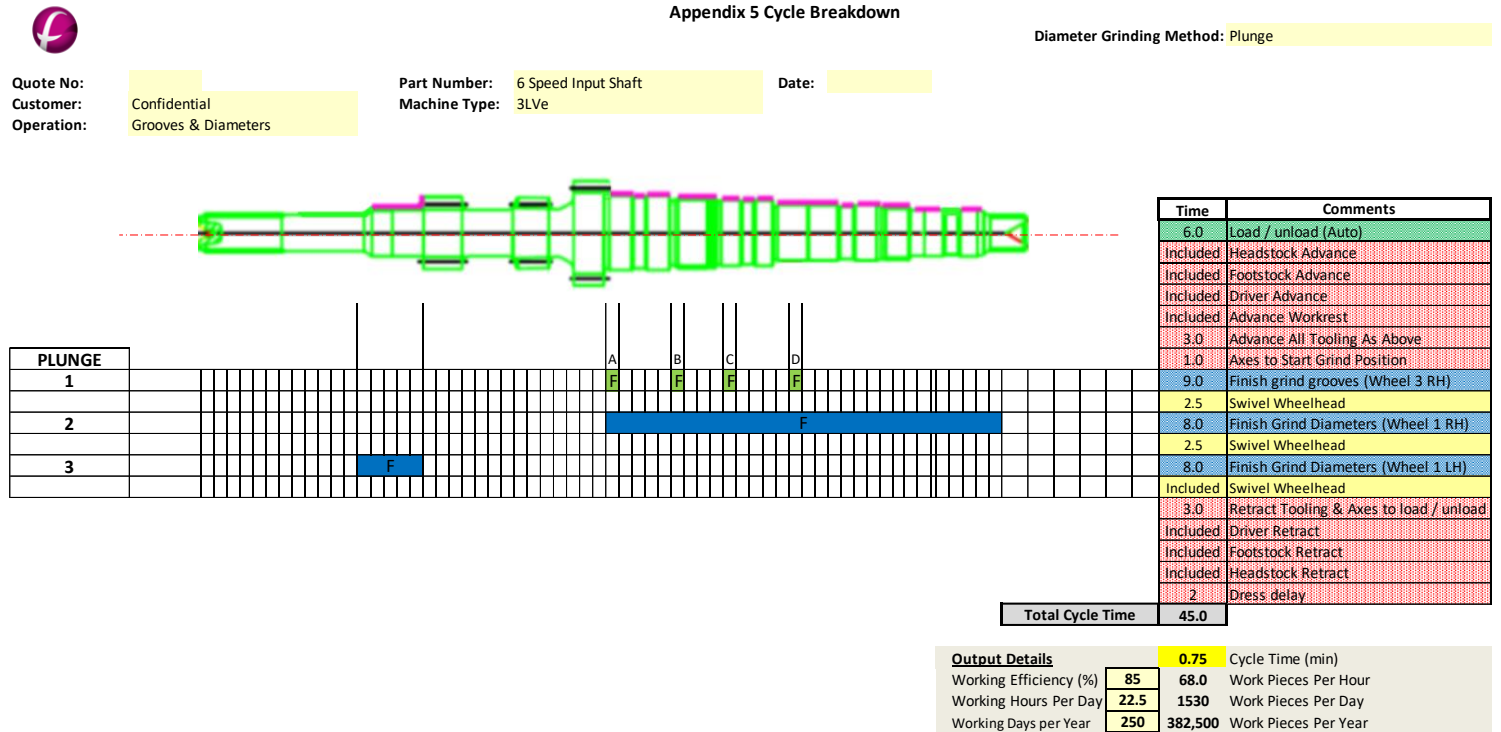 Appendix 5 Cycle Breakdown
Diameter Grinding Method: Plunge
Quote No: Part Number: 6 Speed Input Shaft Date:
Customer: Confidential Machine Type: 3LVe
Operation: Grooves & Diameters
Time Comments
6.0 Load / unload (Auto)
Included Headstock Advance
Included Footstock Advance
Included Driver Advance
Included Advance Workrest
3.0 Advance All Tooling As Above
PLUNGE A B C D 1.0 Axes to Start Grind Position
1 F F F F 9.0 Finish grind grooves (Wheel 3 RH)
2.5 Swivel Wheelhead
2 F 8.0 Finish Grind Diameters (Wheel 1 RH)
2.5 Swivel Wheelhead
3 F 8.0 Finish Grind Diameters (Wheel 1 LH)
Included Swivel Wheelhead
3.0 Retract Tooling & Axes to load / unload
Included Driver Retract
Included Footstock Retract
Included Headstock Retract
2 Dress delay
Total Cycle Time 45.0
Output Details 0.75 Cycle Time (min)
Working Efficiency (%) 85 68.0 Work Pieces Per Hour
Working Hours Per Day 22.5 1530 Work Pieces Per Day
Working Days per Year 250 382,500 Work Pieces Per Year